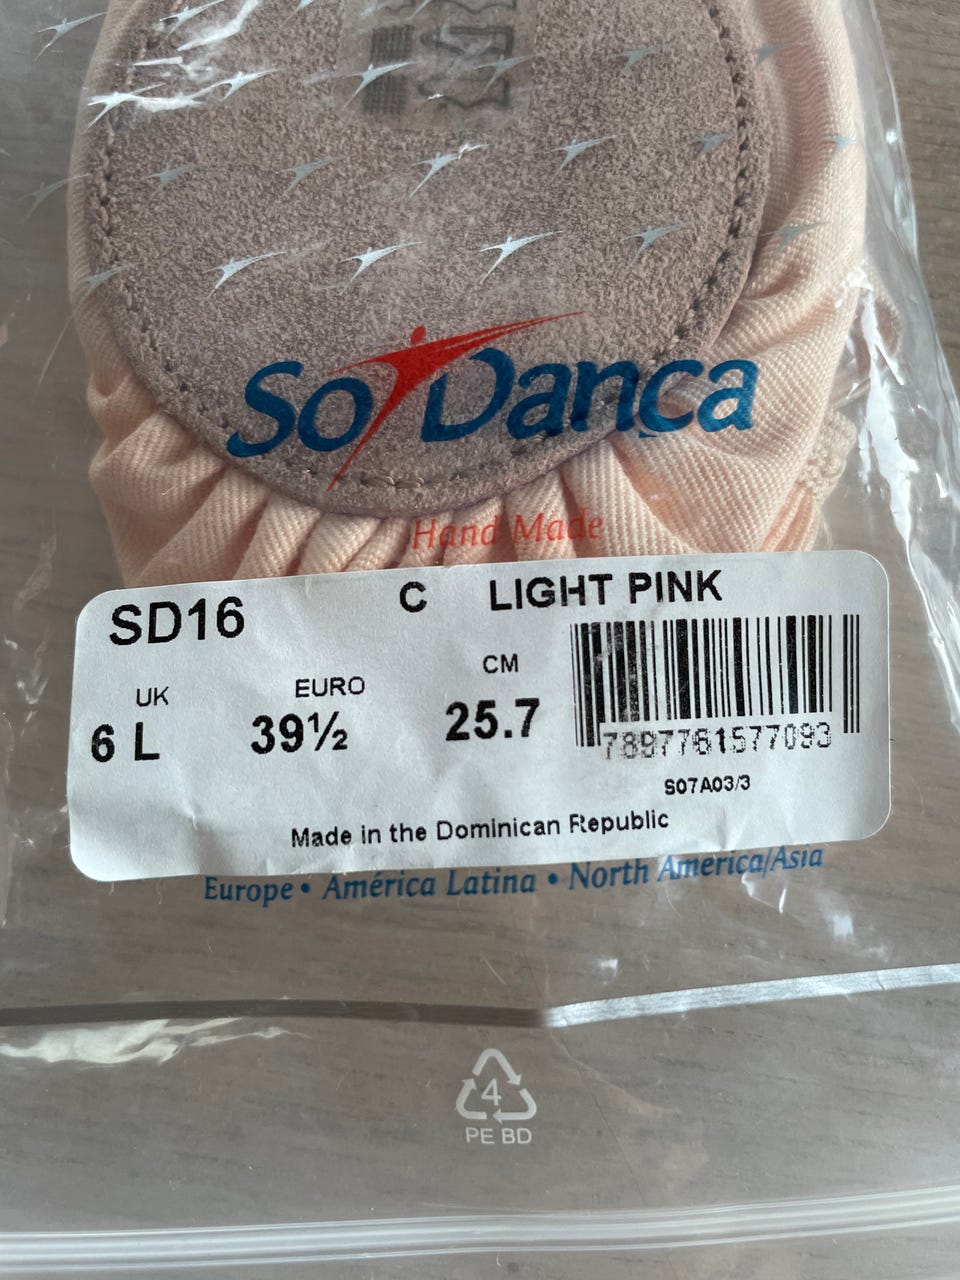 So Danca
Hand Made
SD16 C LIGHT PINK
UK EURO CM
6 L 39½ 25.7
7897761577093
S07A03/3
Made in the Dominican Republic
Europe • América Latina • North America/Asia
4
PE BD